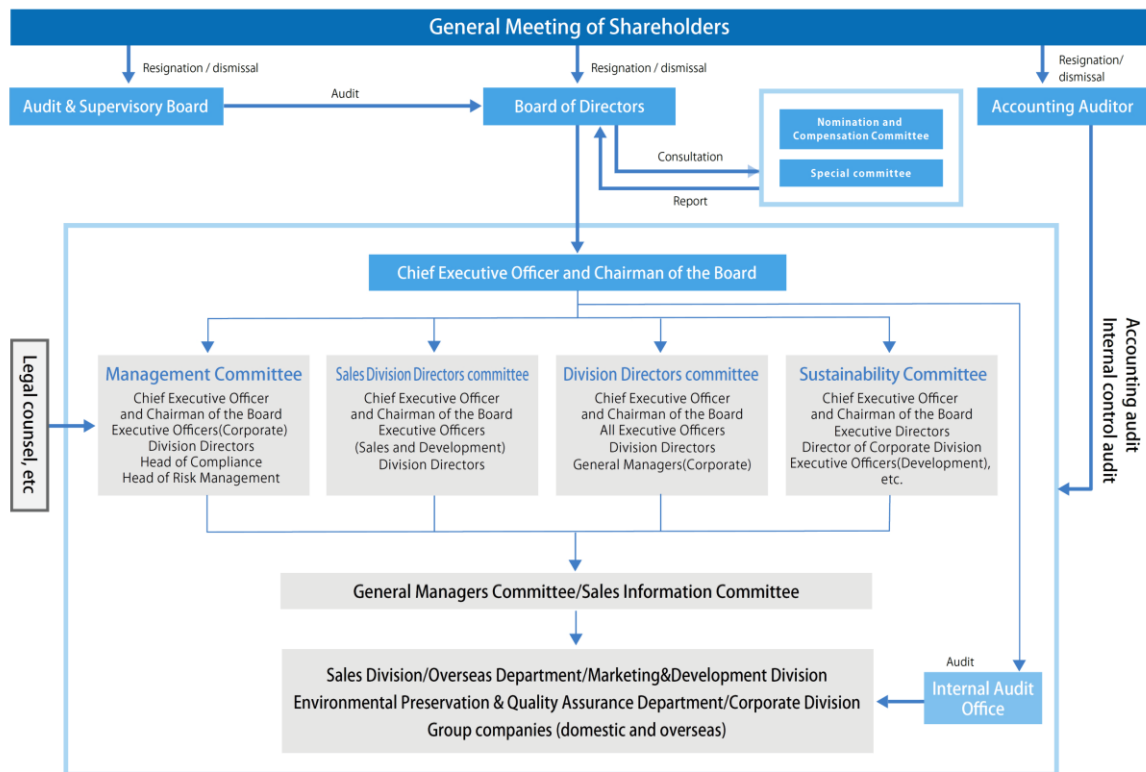 General Meeting of Shareholders
Resignation / dismissal
Resignation / dismissal
Resignation/
dismissal
Audit & Supervisory Board
Audit
Board of Directors
Accounting Auditor
Nomination and
Compensation Committee
Special committee
Consultation
Report
Chief Executive Officer and Chairman of the Board
Legal counsel, etc
Management Committee
Chief Executive Officer
and Chairman of the Board
Executive Officers(Corporate)
Division Directors
Head of Compliance
Head of Risk Management
Sales Division Directors committee
Chief Executive Officer
and Chairman of the Board
Executive Officers
(Sales and Development)
Division Directors
Division Directors committee
Chief Executive Officer
and Chairman of the Board
All Executive Officers
Division Directors
General Managers(Corporate)
Sustainability Committee
Chief Executive Officer
and Chairman of the Board
Executive Directors
Director of Corporate Division
Executive Officers(Development),
etc.
Accounting audit
Internal control audit
General Managers Committee/Sales Information Committee
Sales Division/Overseas Department/Marketing&Development Division
Environmental Preservation & Quality Assurance Department/Corporate Division
Group companies (domestic and overseas)
Audit
Internal Audit
Office